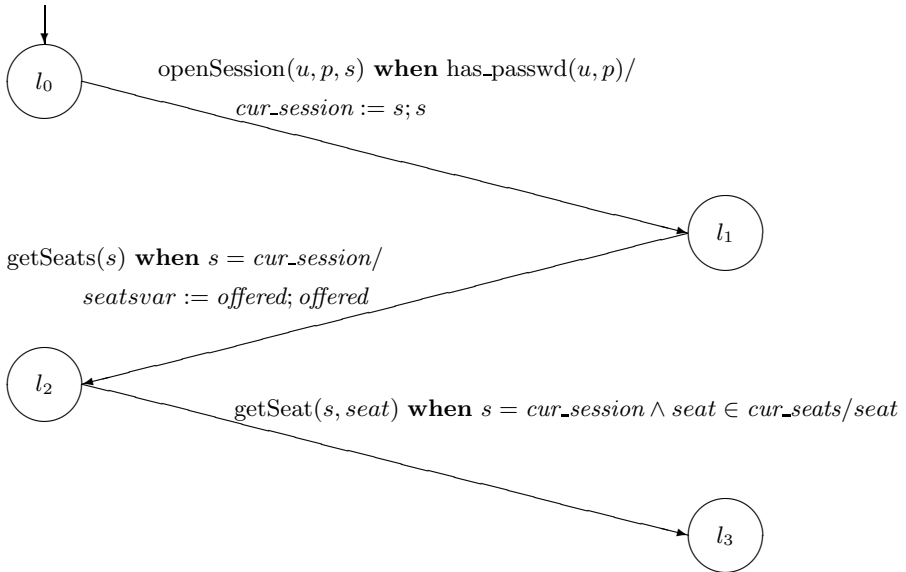 l₀
openSession(u, p, s) when has_passwd(u, p)/
cur_session := s; s
l₁
getSeats(s) when s = cur_session/
seatsvar := offered; offered
l₂
getSeat(s, seat) when s = cur_session ∧ seat ∈ cur_seats/seat
l₃